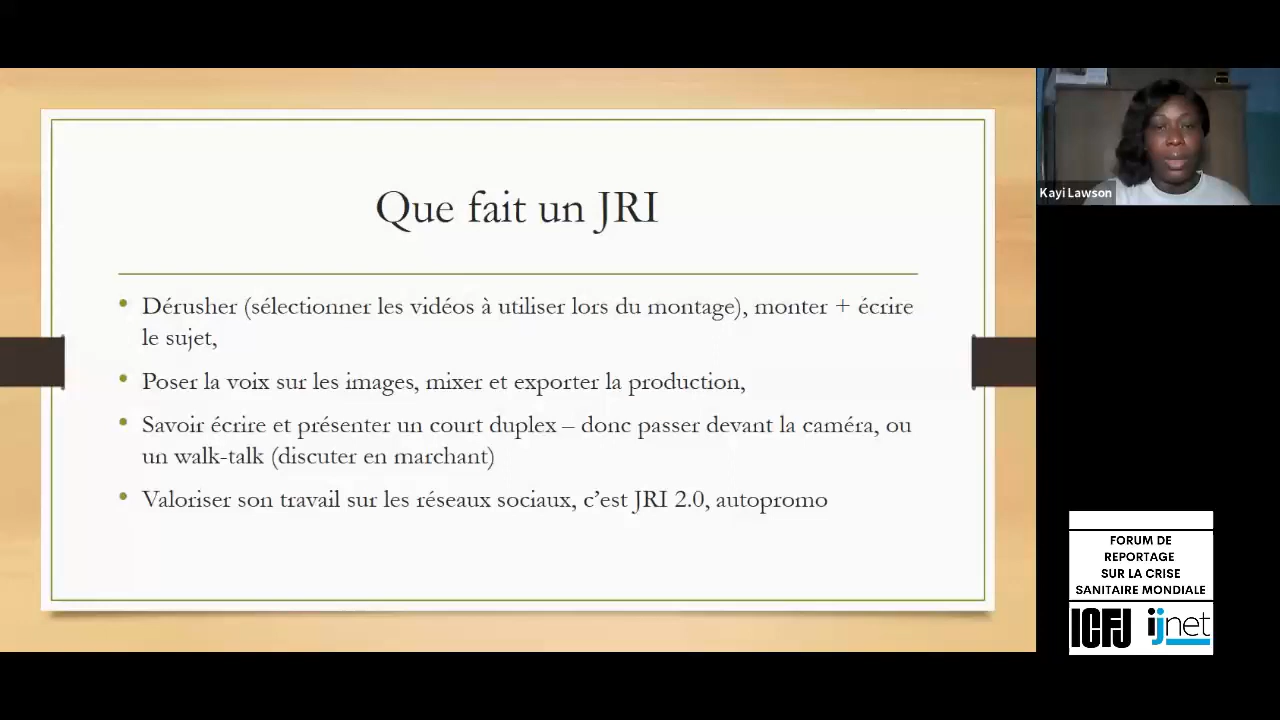 Que fait un JRI
• Dérusher (sélectionner les vidéos à utiliser lors du montage), monter + écrire
le sujet,
• Poser la voix sur les images, mixer et exporter la production,
• Savoir écrire et présenter un court duplex – donc passer devant la caméra, ou
un walk-talk (discuter en marchant)
• Valoriser son travail sur les réseaux sociaux, c’est JRI 2.0, autopromo
Kayi Lawson
FORUM DE
REPORTAGE
SUR LA CRISE
SANITAIRE MONDIALE
ICFJ ijnet